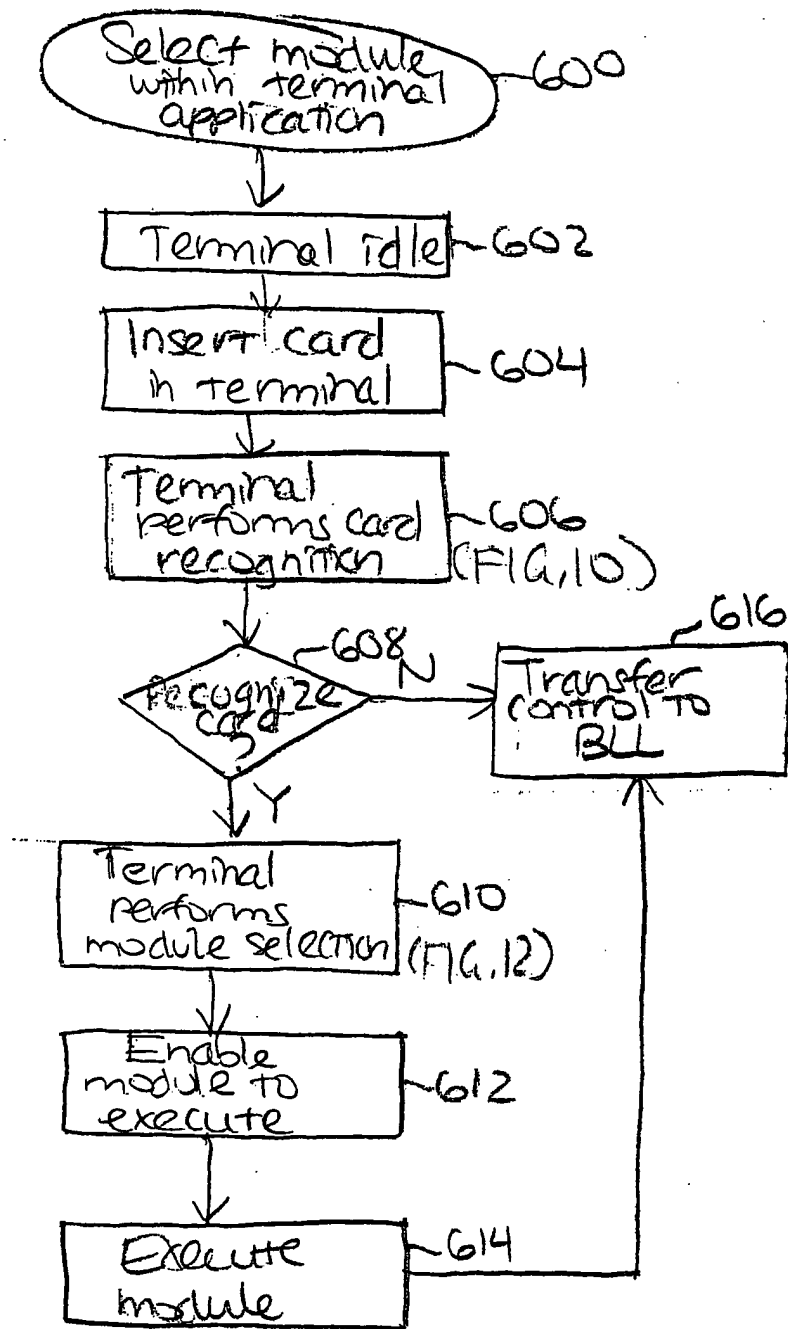 Select module
within terminal
application
600
Terminal idle
602
Insert card
in terminal
604
Terminal
performs card
recognition
606
(FIG. 10)
608
Recognize
card
?
N
Y
616
Transfer
control to
BLL
Terminal
performs
module selection
610
(FIG. 12)
Enable
module to
execute
612
Execute
module
614